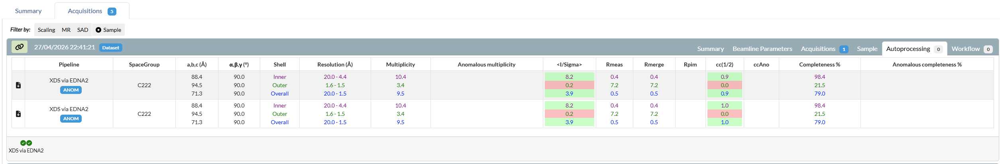 Summary Acquisitions 5
Filter by: Scaling MR SAD Sample
27/04/2026 22:41:21 Dataset Summary Beamline Parameters Acquisitions 1 Sample Autoprocessing 0 Workflow 0
Pipeline SpaceGroup a,b,c (Å) α,β,γ (°) Shell Resolution (Å) Multiplicity Anomalous multiplicity <I/Sigma> Rmeas Rmerge Rpim cc(1/2) ccAno Completeness % Anomalous completeness %
88.4 90.0 Inner 20.0 - 4.4 10.4 8.2 0.4 0.4 0.9 98.4
XDS via EDNA2
C222 94.5 90.0 Outer 1.6 - 1.5 3.4 0.2 7.2 7.2 0.0 21.5
ANOM
71.3 90.0 Overall 20.0 - 1.5 9.5 3.9 0.5 0.5 0.9 79.0
88.4 90.0 Inner 20.0 - 4.4 10.4 8.2 0.4 0.4 1.0 98.4
XDS via EDNA2
C222 94.5 90.0 Outer 1.6 - 1.5 3.4 0.2 7.2 7.2 0.0 21.5
ANOM
71.3 90.0 Overall 20.0 - 1.5 9.5 3.9 0.5 0.5 1.0 79.0
XDS via EDNA2